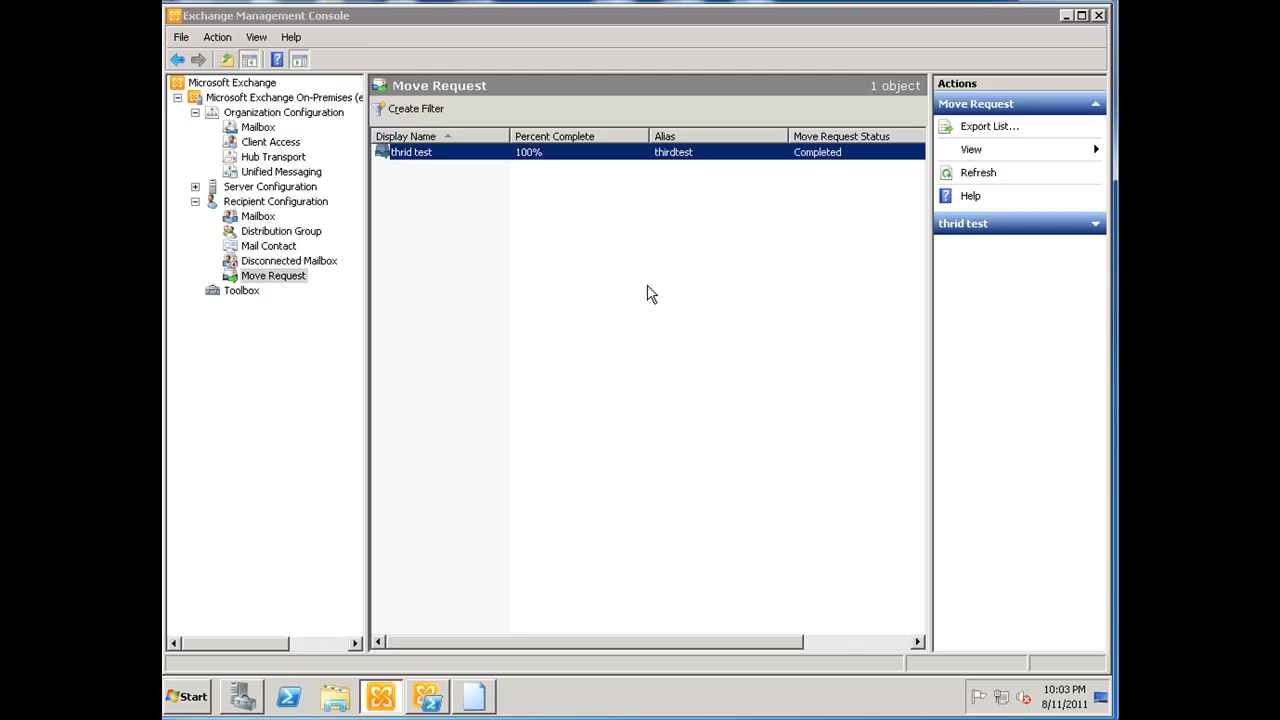 Exchange Management Console
File Action View Help
Microsoft Exchange
Microsoft Exchange On-Premises (e
Organization Configuration
Mailbox
Client Access
Hub Transport
Unified Messaging
Server Configuration
Recipient Configuration
Mailbox
Distribution Group
Mail Contact
Disconnected Mailbox
Move Request
Toolbox
Move Request 1 object
Create Filter
Display Name Percent Complete Alias Move Request Status
thrid test 100% thirdtest Completed
Actions
Move Request
Export List...
View
Refresh
Help
thrid test
Start
10:03 PM
8/11/2011